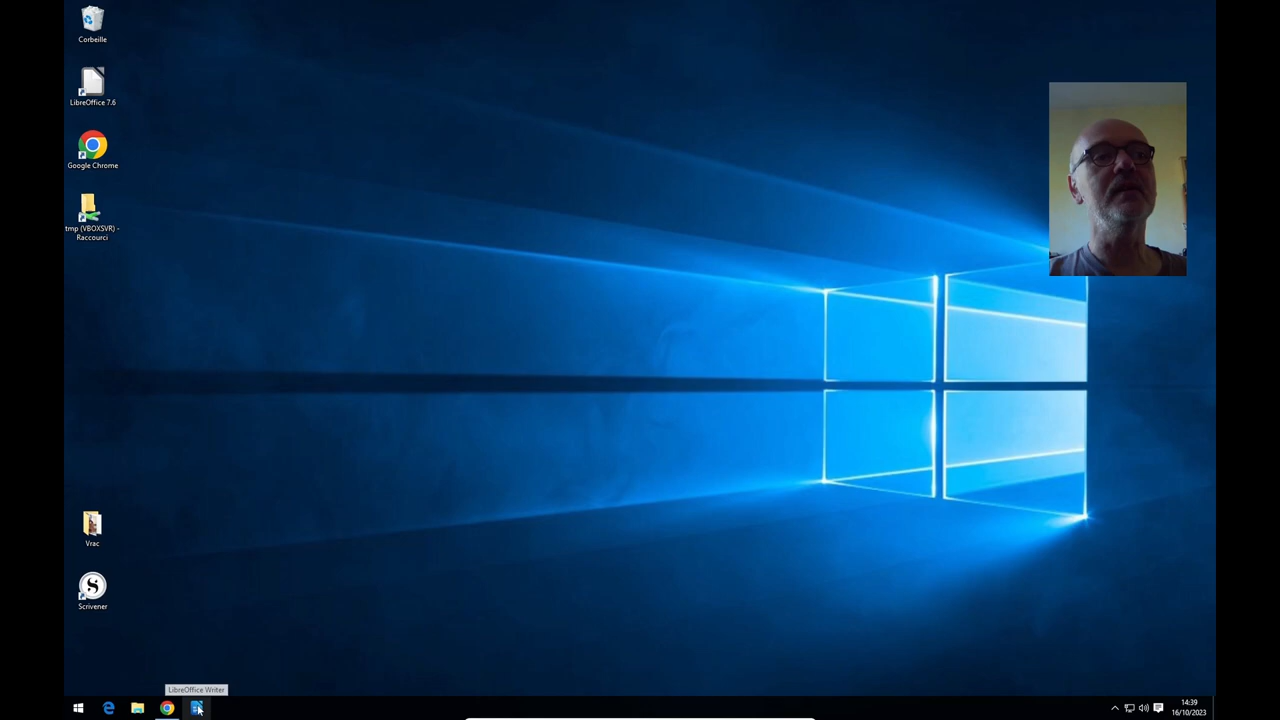 Corbeille
LibreOffice 7.6
Google Chrome
tmp (VBOXSVR) -
Raccourci
Vrac
Scrivener
LibreOffice Writer
14:39
16/10/2023